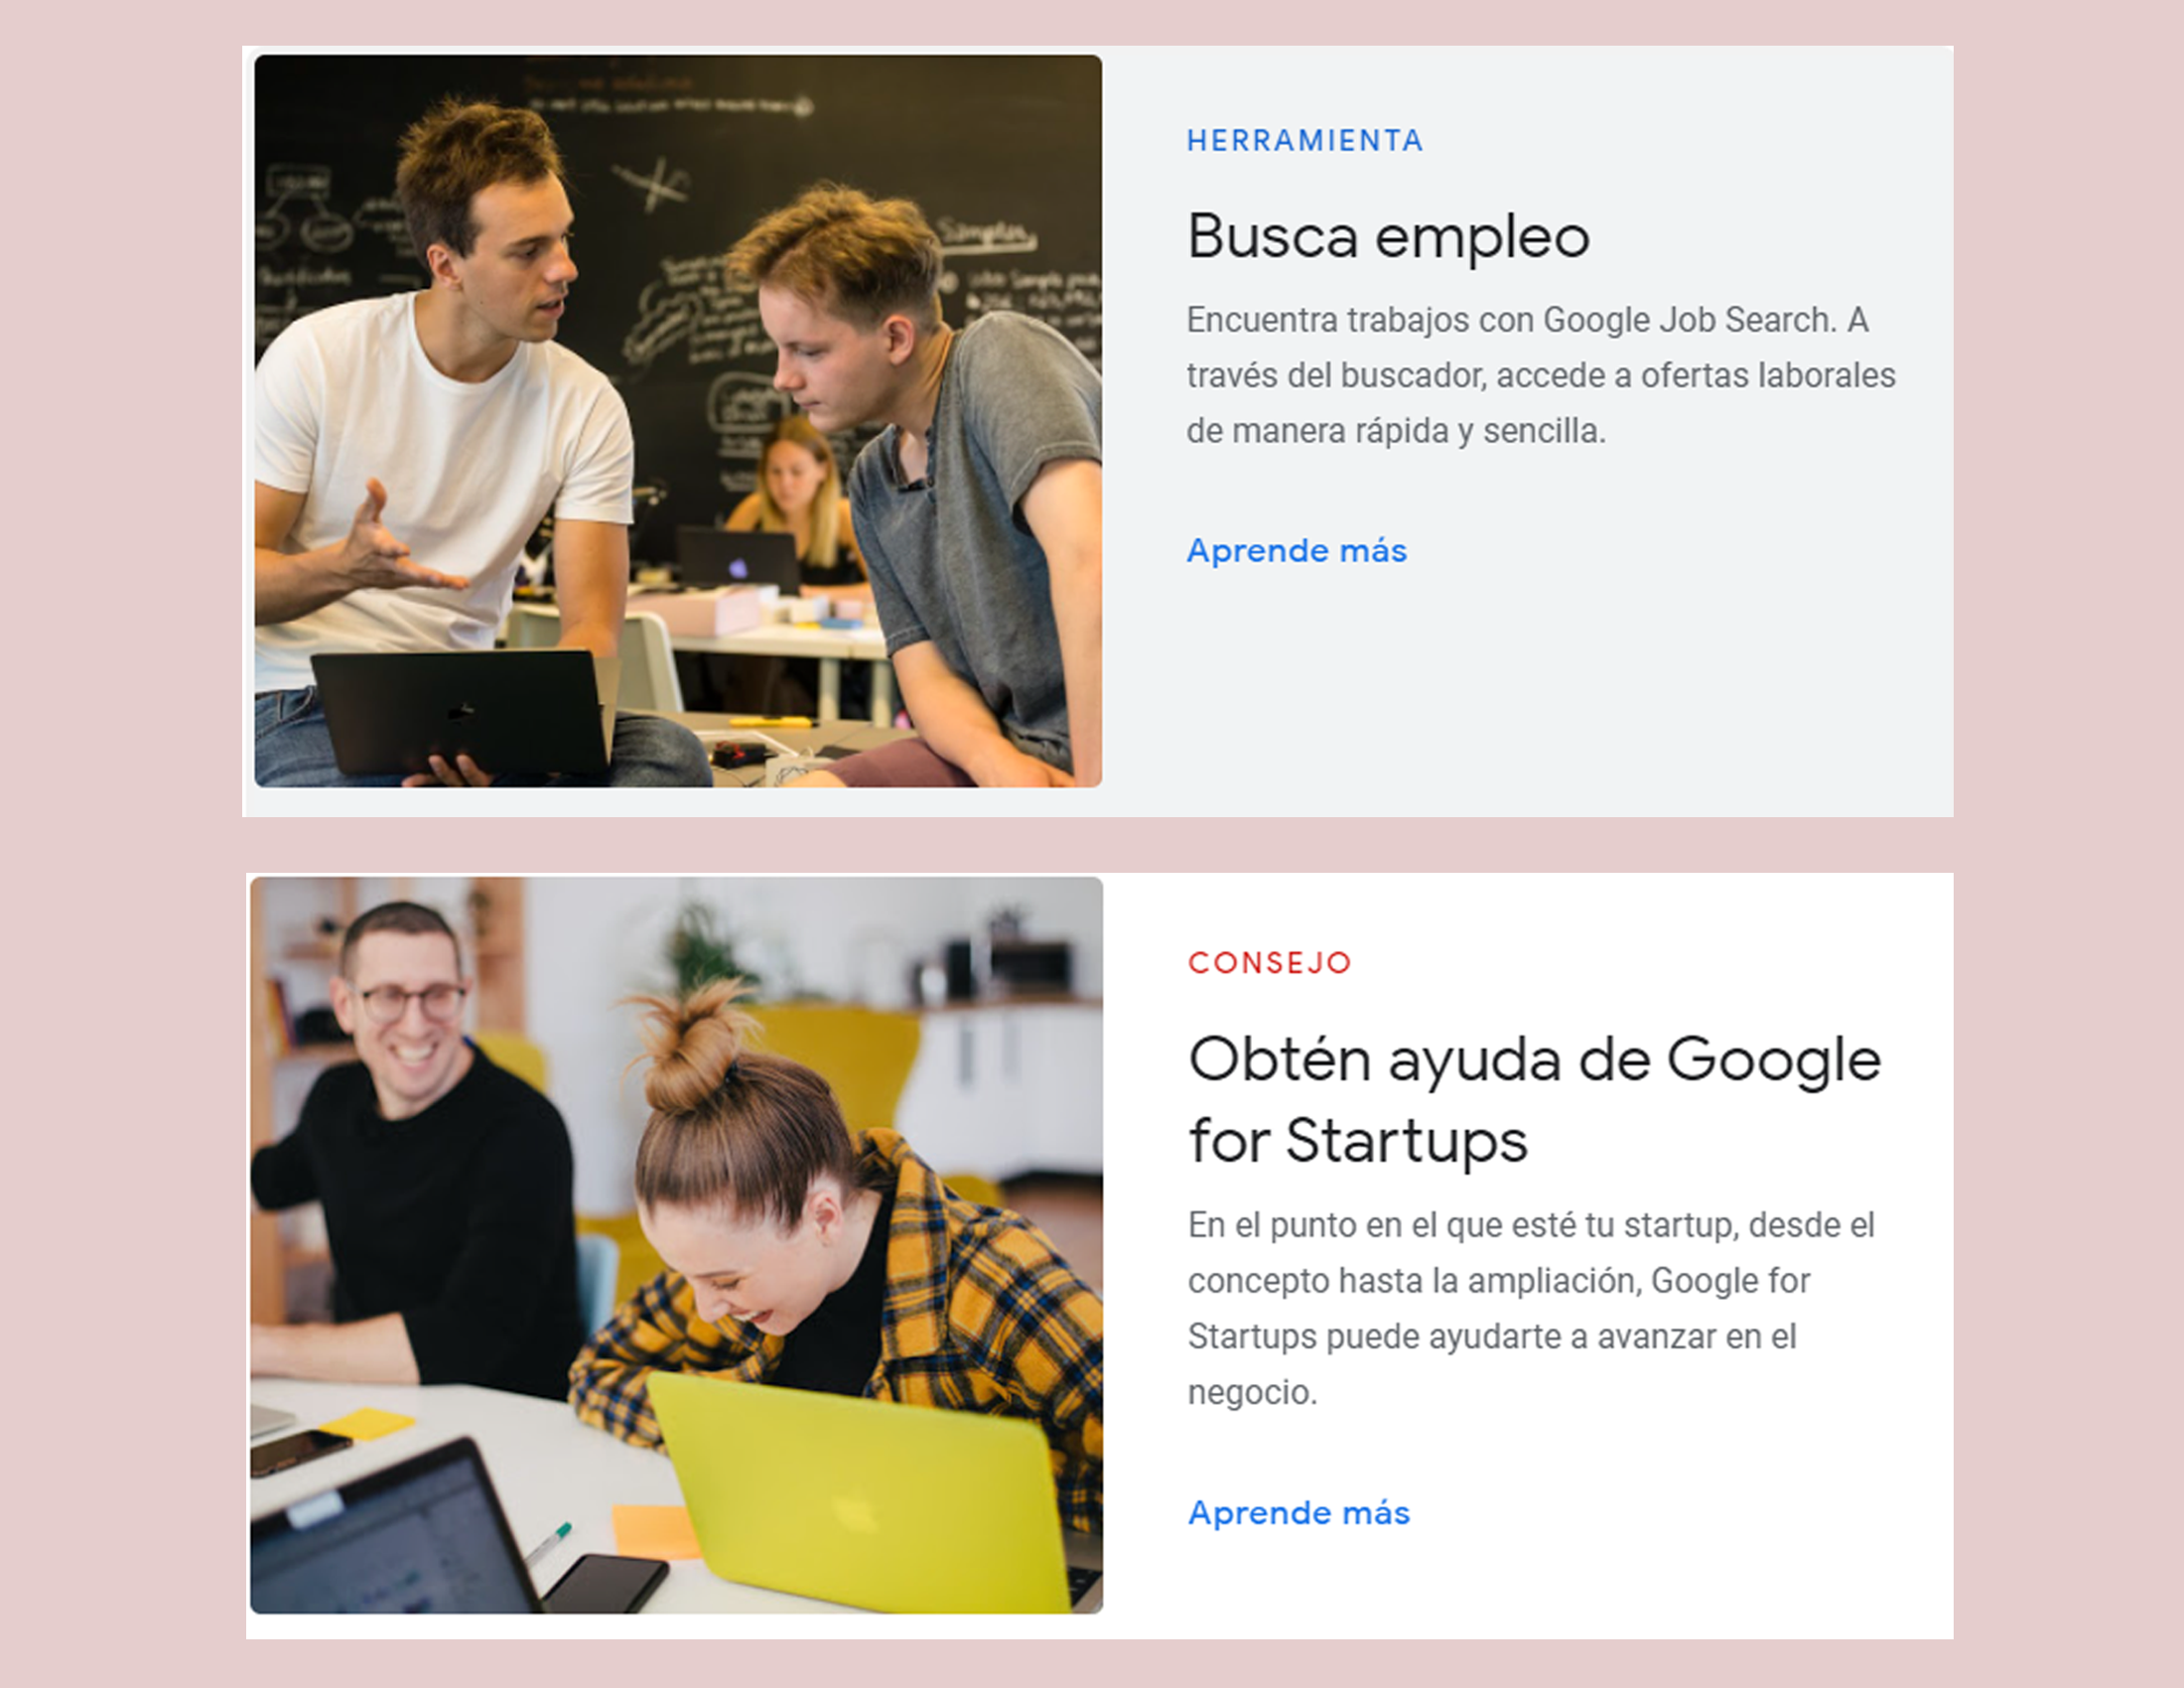 HERRAMIENTA
Busca empleo
Encuentra trabajos con Google Job Search. A
través del buscador, accede a ofertas laborales
de manera rápida y sencilla.
Aprende más
CONSEJO
Obtén ayuda de Google
for Startups
En el punto en el que esté tu startup, desde el
concepto hasta la ampliación, Google for
Startups puede ayudarte a avanzar en el
negocio.
Aprende más